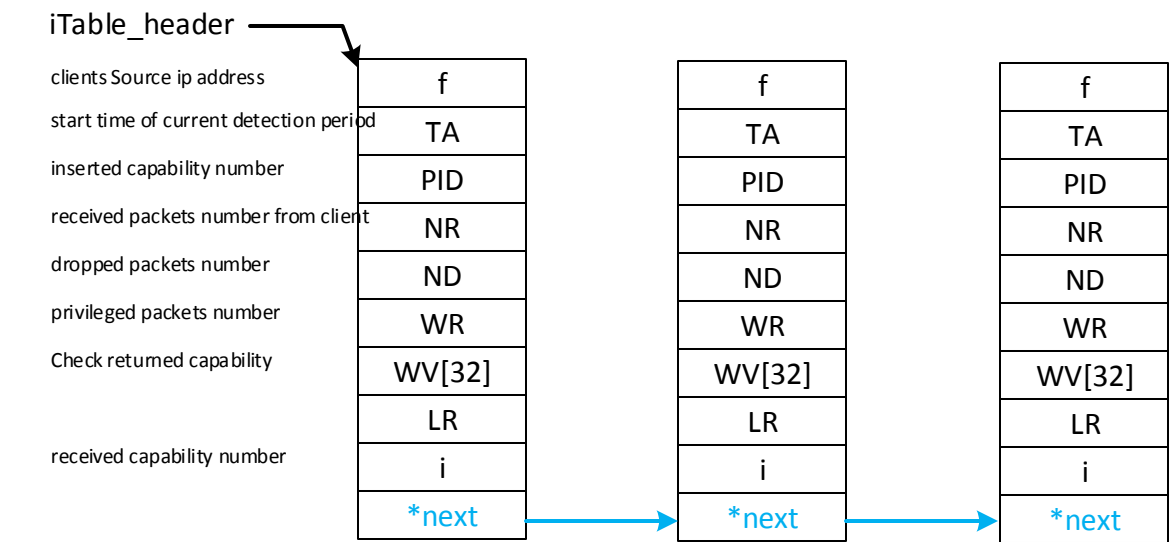 iTable_header
clients Source ip address f f f
start time of current detection period TA TA TA
inserted capability number PID PID PID
received packets number from client NR NR NR
dropped packets number ND ND ND
privileged packets number WR WR WR
Check returned capability WV[32] WV[32] WV[32]
LR LR LR
received capability number i i i
*next *next *next